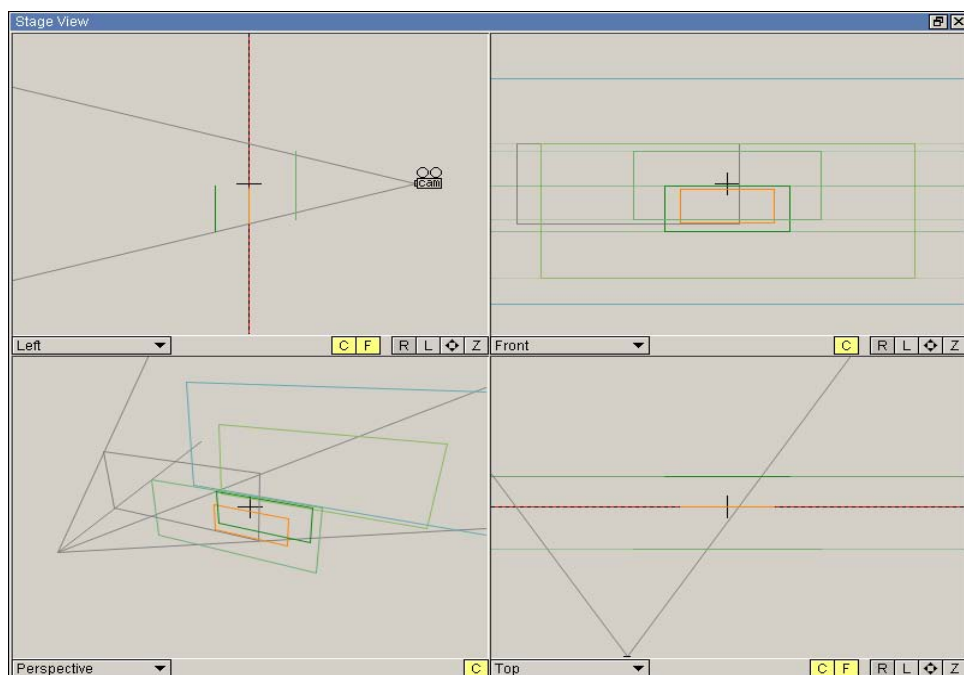 Stage View
cam
Left C F R L Z
Front C R L Z
Perspective C
Top C F R L Z